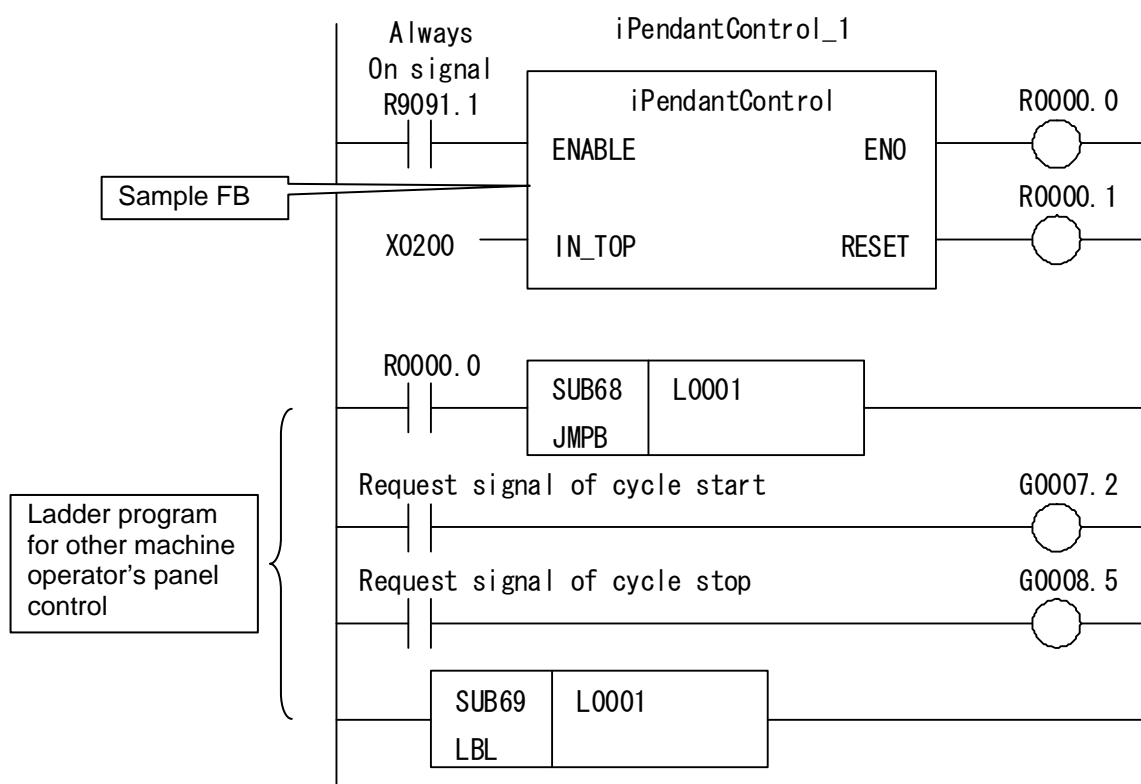 Always
On signal
R9091.1
iPendantControl_1
iPendantControl
ENABLE
ENO
R0000.0
Sample FB
X0200
IN_TOP
RESET
R0000.1
R0000.0
SUB68
JMPB
L0001
Request signal of cycle start
G0007.2
Request signal of cycle stop
G0008.5
Ladder program
for other machine
operator’s panel
control
SUB69
LBL
L0001